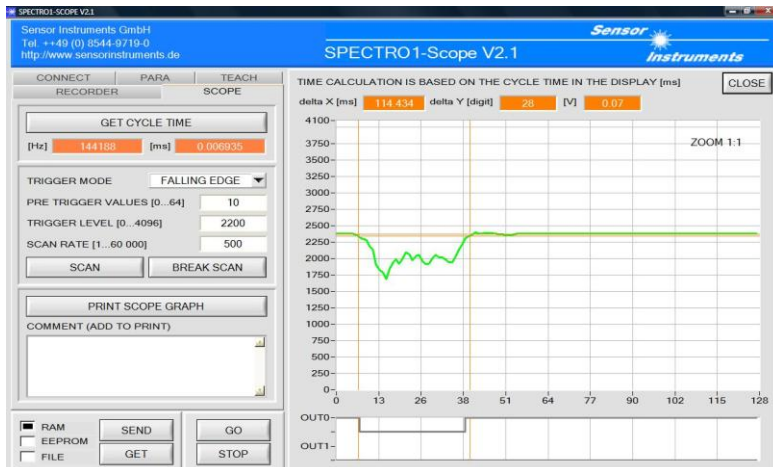 SPECTRO1-SCOPE V2.1
Sensor Instruments GmbH
Tel. ++49 (0) 8544-9719-0
http://www.sensorinstruments.de
SPECTRO1-Scope V2.1
Sensor
Instruments
CONNECT PARA TEACH
RECORDER SCOPE
GET CYCLE TIME
[Hz] 144188 [ms] 0.006935
TRIGGER MODE FALLING EDGE
PRE TRIGGER VALUES [0...64] 10
TRIGGER LEVEL [0...4096] 2200
SCAN RATE [1...60 000] 500
SCAN BREAK SCAN
PRINT SCOPE GRAPH
COMMENT (ADD TO PRINT)
RAM
EEPROM
FILE
SEND GO
GET STOP
TIME CALCULATION IS BASED ON THE CYCLE TIME IN THE DISPLAY [ms]
CLOSE
delta X [ms] 114.434 delta Y [digit] 28 [V] 0.07
ZOOM 1:1
4100
3750
3500
3250
3000
2750
2500
2250
2000
1750
1500
1250
1000
750
500
250
0
0 13 26 38 51 64 77 90 102 115 128
OUT0
OUT1